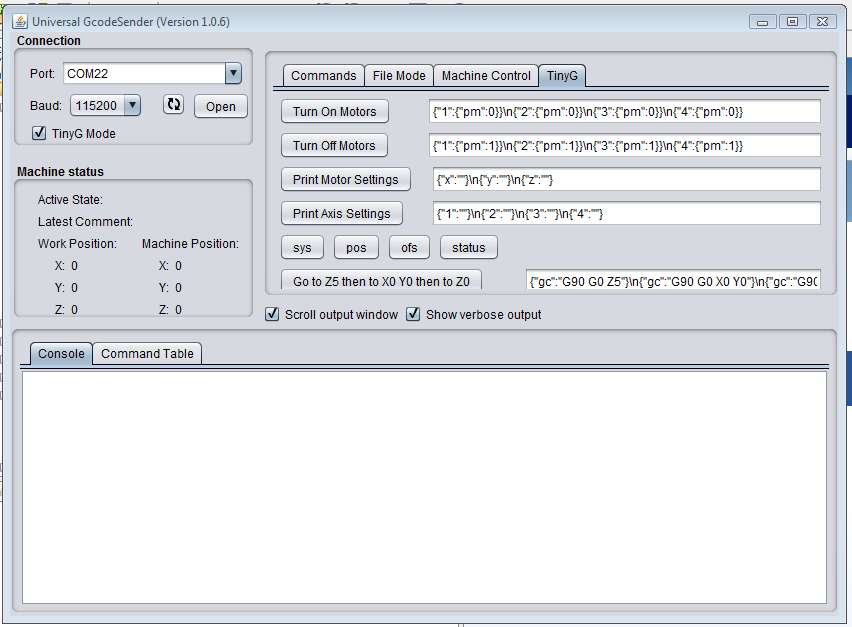 Universal GcodeSender (Version 1.0.6)
Connection
Port: COM22
Baud: 115200 Open
TinyG Mode
Machine status
Active State:
Latest Comment:
Work Position: Machine Position:
X: 0 X: 0
Y: 0 Y: 0
Z: 0 Z: 0
Commands File Mode Machine Control TinyG
Turn On Motors {"1":{"pm":0}}\n{"2":{"pm":0}}\n{"3":{"pm":0}}\n{"4":{"pm":0}}
Turn Off Motors {"1":{"pm":1}}\n{"2":{"pm":1}}\n{"3":{"pm":1}}\n{"4":{"pm":1}}
Print Motor Settings {"x":""}\n{"y":""}\n{"z":""}
Print Axis Settings {"1":""}\n{"2":""}\n{"3":""}\n{"4":""}
sys pos ofs status
Go to Z5 then to X0 Y0 then to Z0 {"gc":"G90 G0 Z5"}\n{"gc":"G90 G0 X0 Y0"}\n{"gc":"G90
Scroll output window Show verbose output
Console Command Table